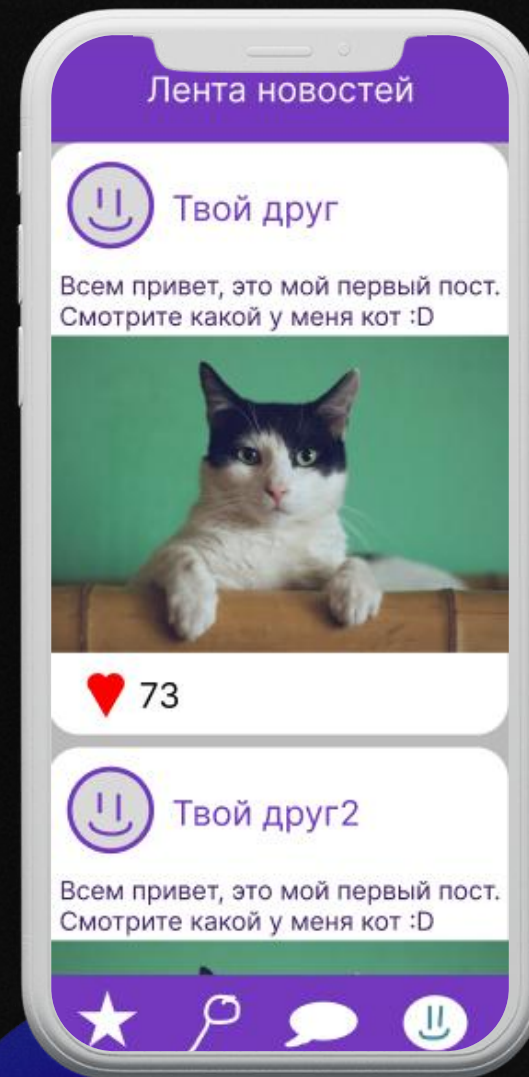 Лента новостей
Твой друг
Всем привет, это мой первый пост.
Смотрите какой у меня кот :D
73
Твой друг2
Всем привет, это мой первый пост.
Смотрите какой у меня кот :D